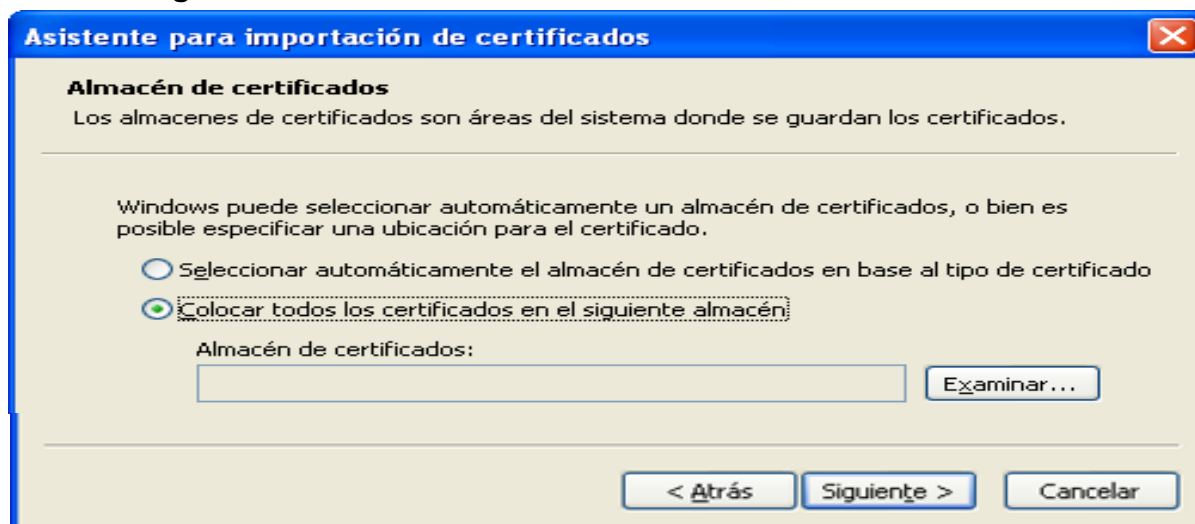 Asistente para importación de certificados
Almacén de certificados
Los almacenes de certificados son áreas del sistema donde se guardan los certificados.
Windows puede seleccionar automáticamente un almacén de certificados, o bien es
posible especificar una ubicación para el certificado.
Seleccionar automáticamente el almacén de certificados en base al tipo de certificado
Colocar todos los certificados en el siguiente almacén
Almacén de certificados:
Examinar...
< Atrás Siguiente > Cancelar